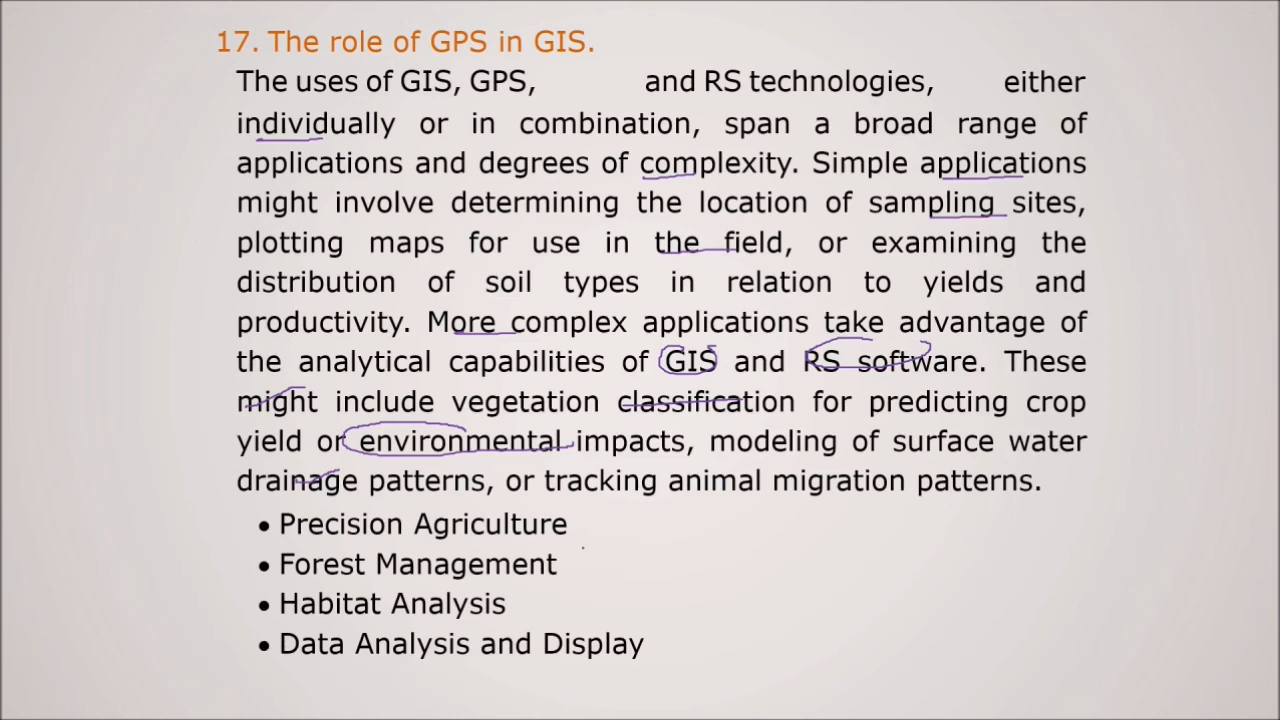 17. The role of GPS in GIS.
The uses of GIS, GPS, and RS technologies, either
individually or in combination, span a broad range of
applications and degrees of complexity. Simple applications
might involve determining the location of sampling sites,
plotting maps for use in the field, or examining the
distribution of soil types in relation to yields and
productivity. More complex applications take advantage of
the analytical capabilities of GIS and RS software. These
might include vegetation classification for predicting crop
yield or environmental impacts, modeling of surface water
drainage patterns, or tracking animal migration patterns.
• Precision Agriculture
• Forest Management
• Habitat Analysis
• Data Analysis and Display